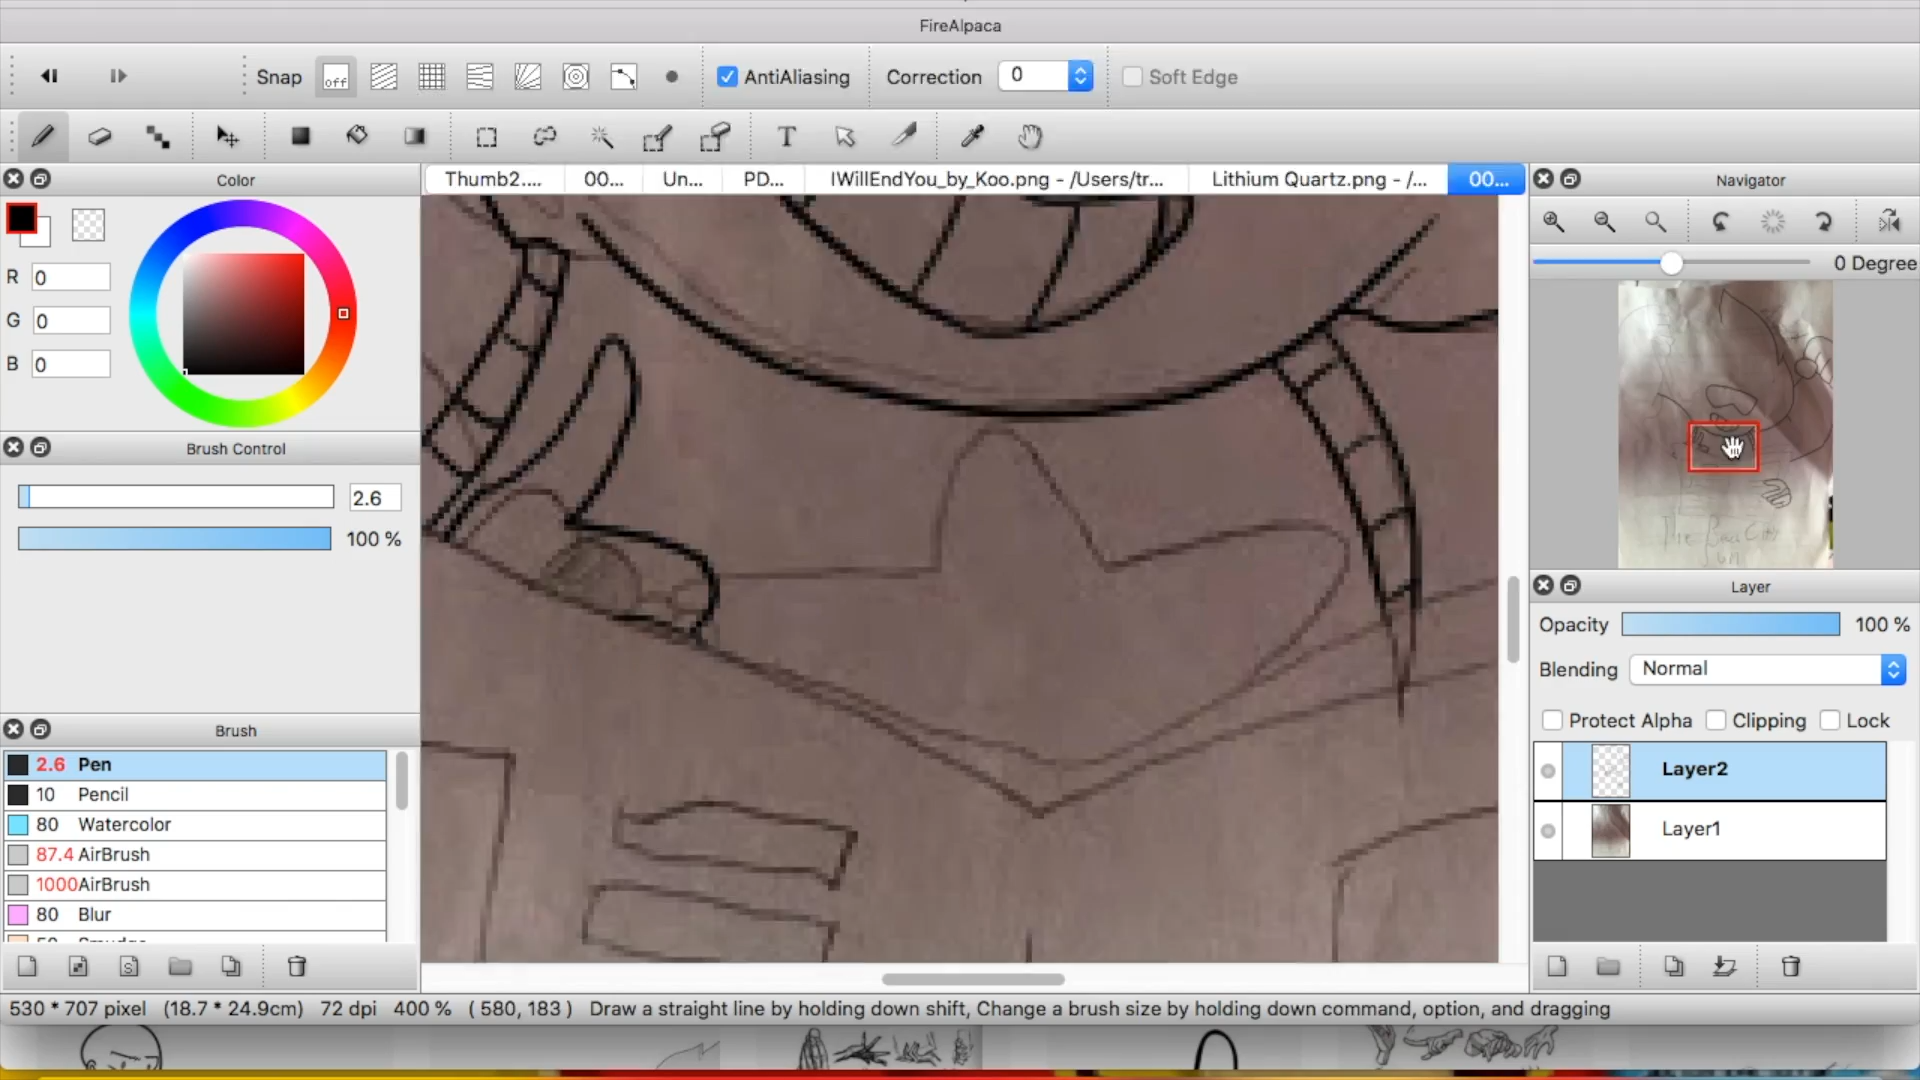 FireAlpaca
Snap off AntiAliasing Correction 0 Soft Edge
T
Color
Thumb2.... 00... Un... PD... IWillEndYou_by_Koo.png - /Users/tr... Lithium Quartz.png - /... 00...
Navigator
R 0
G 0
B 0
0 Degree
Brush Control
2.6
100 %
Layer
Opacity 100 %
Blending Normal
Protect Alpha Clipping Lock
Brush
2.6 Pen
10 Pencil
80 Watercolor
87.4 AirBrush
1000 AirBrush
80 Blur
Layer2
Layer1
530 * 707 pixel (18.7 * 24.9cm) 72 dpi 400 % ( 580, 183 ) Draw a straight line by holding down shift, Change a brush size by holding down command, option, and dragging